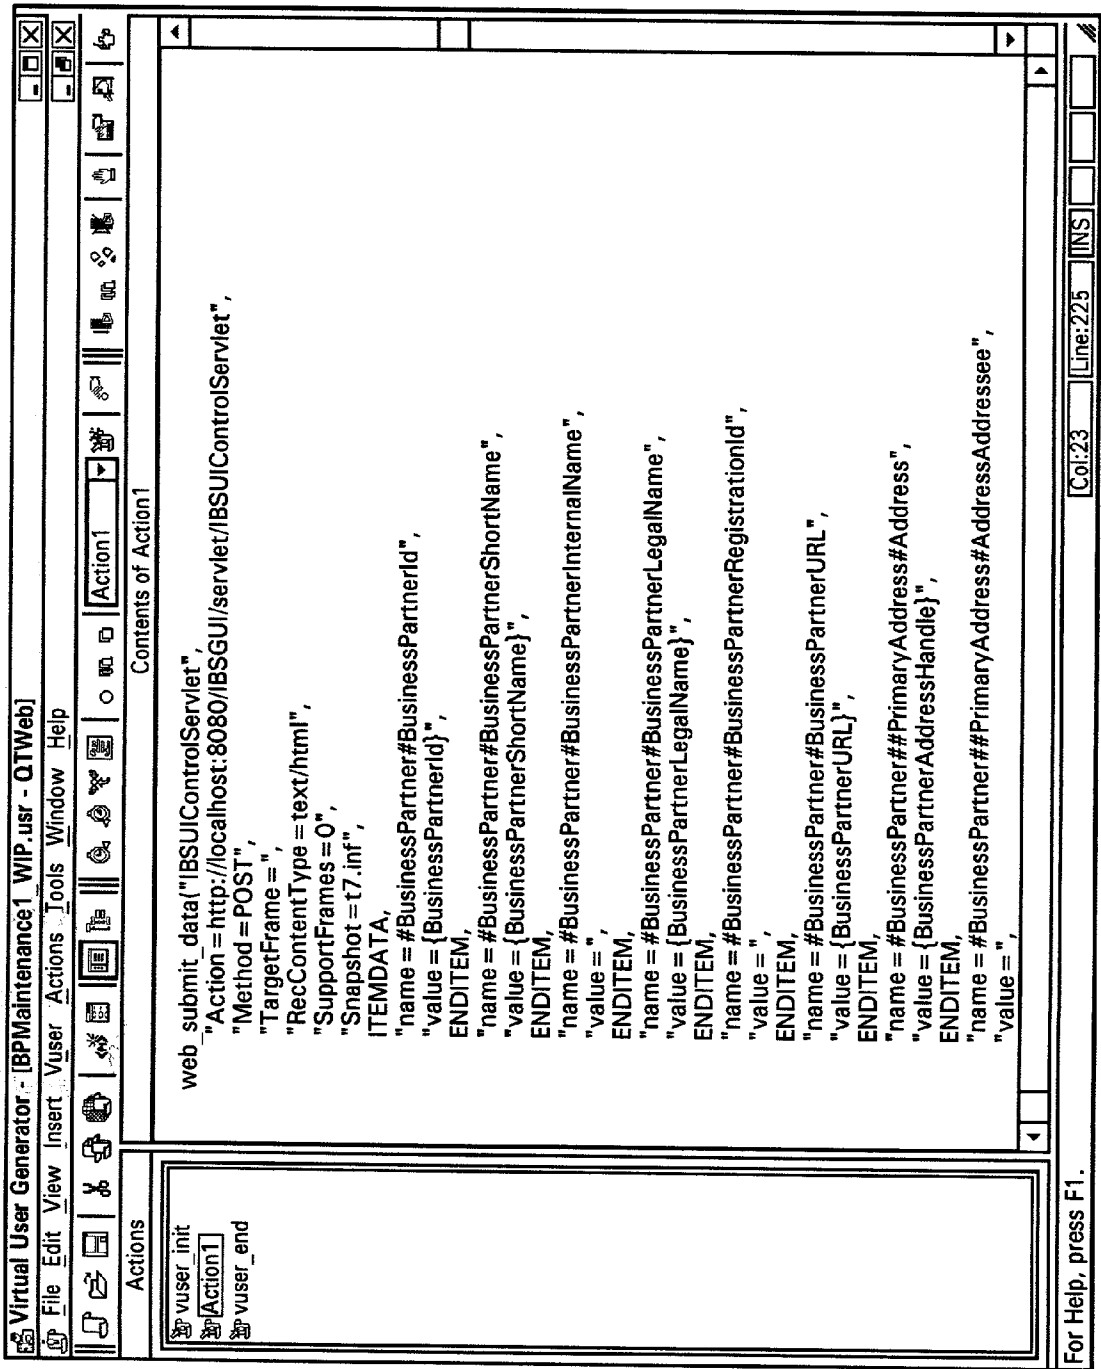 Virtual User Generator - [BPMaintenance1_WIP.usr - QTWeb]
File Edit View Insert Vuser Actions Tools Window Help
Action1
Actions
Contents of Action1
vuser_init
Action1
vuser_end
web_submit_data("IBSUIControlServlet",
"Action=http://localhost:8080/IBSGUI/servlet/IBSUIControlServlet",
"Method=POST",
"TargetFrame=",
"RecContentType=text/html",
"SupportFrames=0",
"Snapshot=t7.inf",
ITEMDATA,
"name=#BusinessPartner#BusinessPartnerId",
"value={BusinessPartnerId}",
ENDITEM,
"name=#BusinessPartner#BusinessPartnerShortName",
"value={BusinessPartnerShortName}",
ENDITEM,
"name=#BusinessPartner#BusinessPartnerInternalName",
"value=",
ENDITEM,
"name=#BusinessPartner#BusinessPartnerLegalName",
"value={BusinessPartnerLegalName}",
ENDITEM,
"name=#BusinessPartner#BusinessPartnerRegistrationId",
"value=",
ENDITEM,
"name=#BusinessPartner#BusinessPartnerURL",
"value={BusinessPartnerURL}",
ENDITEM,
"name=#BusinessPartner##PrimaryAddress#Address",
"value={BusinessPartnerAddressHandle}",
ENDITEM,
"name=#BusinessPartner##PrimaryAddress#AddressAddressee",
"value=",
For Help, press F1.
Col:23 Line:225 INS